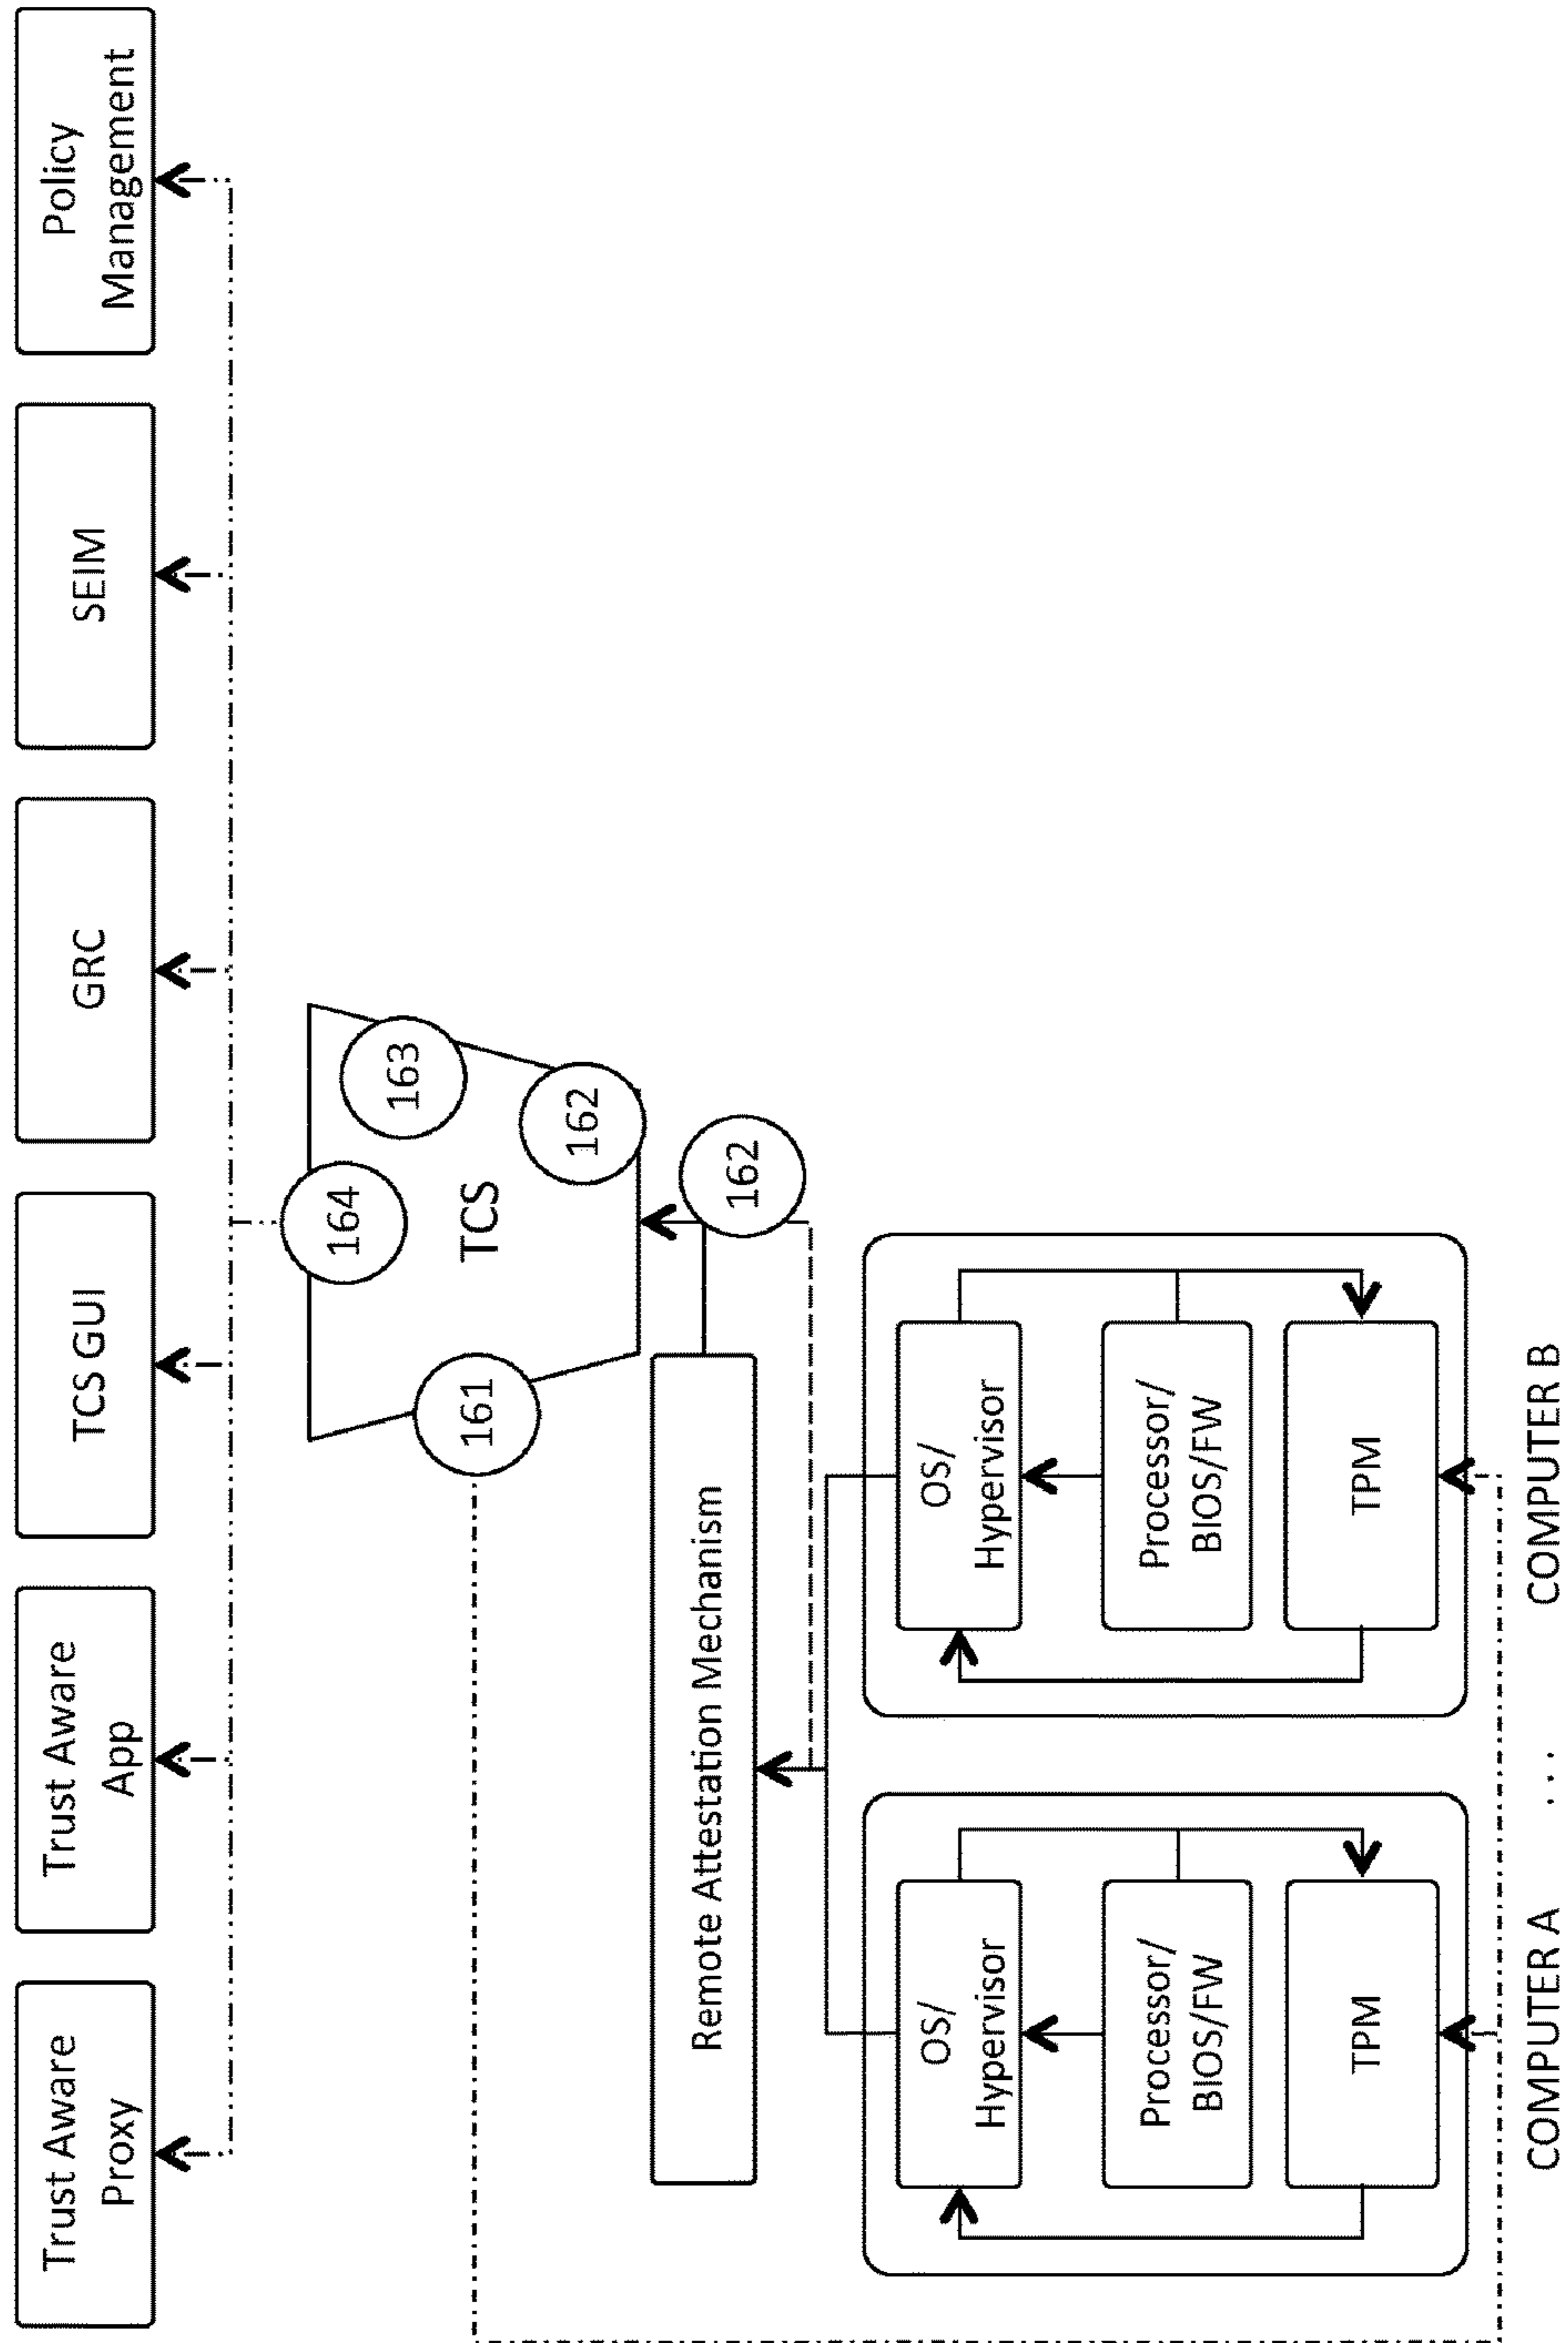 Trust Aware
Proxy
Trust Aware
App
TCS GUI
GRC
SEIM
Policy
Management
164
163
161
TCS
162
162
Remote Attestation Mechanism
OS/
Hypervisor
Processor/
BIOS/FW
TPM
OS/
Hypervisor
Processor/
BIOS/FW
TPM
COMPUTER A
...
COMPUTER B